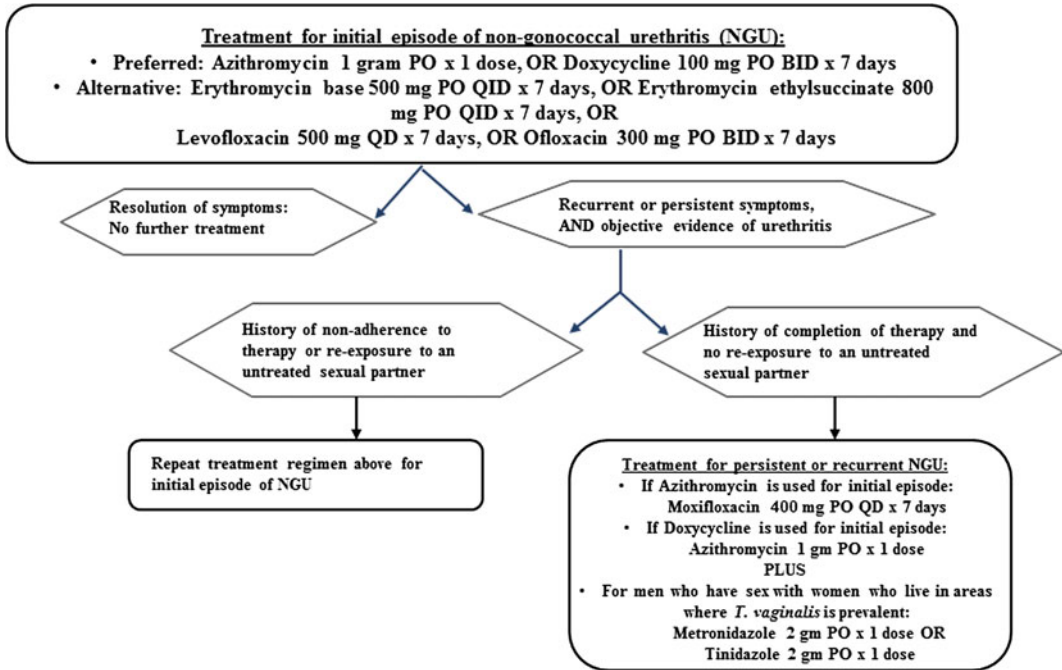 Treatment for initial episode of non-gonococcal urethritis (NGU):
• Preferred: Azithromycin 1 gram PO x 1 dose, OR Doxycycline 100 mg PO BID x 7 days
• Alternative: Erythromycin base 500 mg PO QID x 7 days, OR Erythromycin ethylsuccinate 800
mg PO QID x 7 days, OR
Levofloxacin 500 mg QD x 7 days, OR Ofloxacin 300 mg PO BID x 7 days
Resolution of symptoms:
No further treatment
Recurrent or persistent symptoms,
AND objective evidence of urethritis
History of non-adherence to
therapy or re-exposure to an
untreated sexual partner
History of completion of therapy and
no re-exposure to an untreated
sexual partner
Repeat treatment regimen above for
initial episode of NGU
Treatment for persistent or recurrent NGU:
• If Azithromycin is used for initial episode:
Moxifloxacin 400 mg PO QD x 7 days
• If Doxycycline is used for initial episode:
Azithromycin 1 gm PO x 1 dose
PLUS
• For men who have sex with women who live in areas
where T. vaginalis is prevalent:
Metronidazole 2 gm PO x 1 dose OR
Tinidazole 2 gm PO x 1 dose